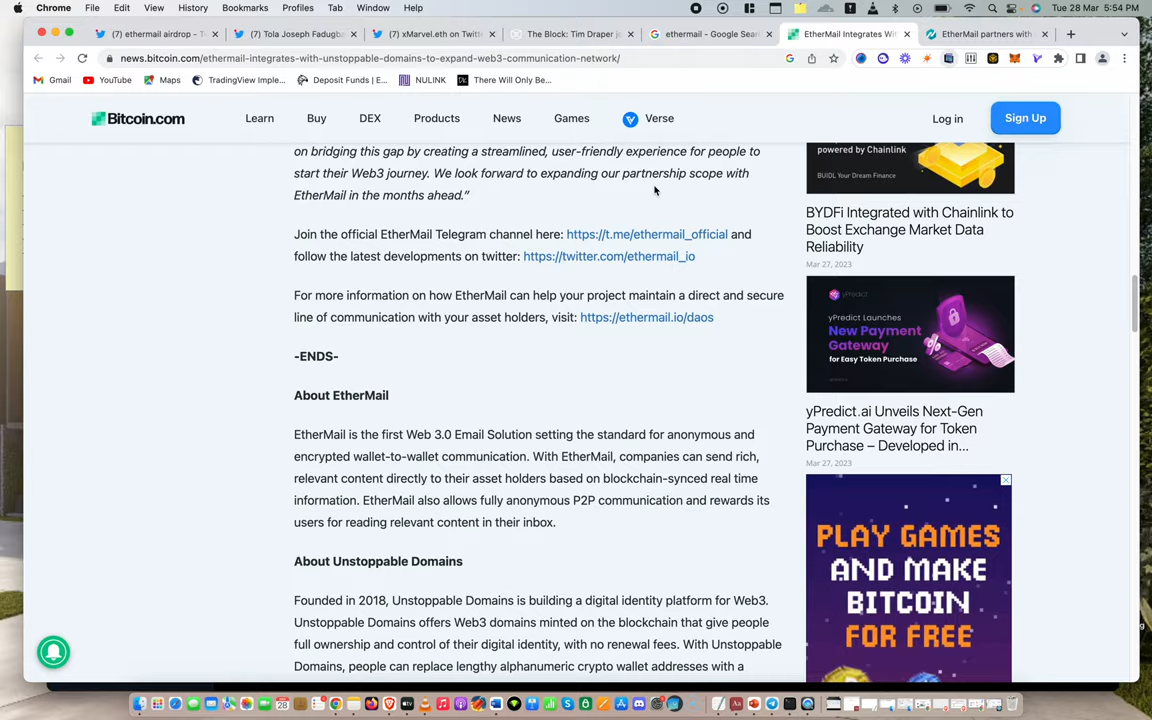 Chrome File Edit View History Bookmarks Profiles Tab Window Help Tue 28 Mar 5:54 PM
(7) ethermail airdrop - T (7) Tola Joseph Fadugba (7) xMarvel.eth on Twitt The Block: Tim Draper jo ethermail - Google Sear EtherMail Integrates Wi EtherMail partners with
news.bitcoin.com/ethermail-integrates-with-unstoppable-domains-to-expand-web3-communication-network/
Gmail YouTube Maps TradingView Imple... Deposit Funds | E... NULINK There Will Only Be...
Bitcoin.com Learn Buy DEX Products News Games Verse Log in Sign Up
on bridging this gap by creating a streamlined, user-friendly experience for people to
start their Web3 journey. We look forward to expanding our partnership scope with
EtherMail in the months ahead.”
Join the official EtherMail Telegram channel here: https://t.me/ethermail_official and
follow the latest developments on twitter: https://twitter.com/ethermail_io
For more information on how EtherMail can help your project maintain a direct and secure
line of communication with your asset holders, visit: https://ethermail.io/daos
-ENDS-
About EtherMail
EtherMail is the first Web 3.0 Email Solution setting the standard for anonymous and
encrypted wallet-to-wallet communication. With EtherMail, companies can send rich,
relevant content directly to their asset holders based on blockchain-synced real time
information. EtherMail also allows fully anonymous P2P communication and rewards its
users for reading relevant content in their inbox.
About Unstoppable Domains
Founded in 2018, Unstoppable Domains is building a digital identity platform for Web3.
Unstoppable Domains offers Web3 domains minted on the blockchain that give people
full ownership and control of their digital identity, with no renewal fees. With Unstoppable
Domains, people can replace lengthy alphanumeric crypto wallet addresses with a
powered by Chainlink
BUIDL Your Dream Finance
BYDFi Integrated with Chainlink to
Boost Exchange Market Data
Reliability
Mar 27, 2023
yPredict
yPredict Launches
New Payment
Gateway
for Easy Token Purchase
yPredict.ai Unveils Next-Gen
Payment Gateway for Token
Purchase – Developed in...
Mar 27, 2023
PLAY GAMES
AND MAKE
BITCOIN
FOR FREE
28